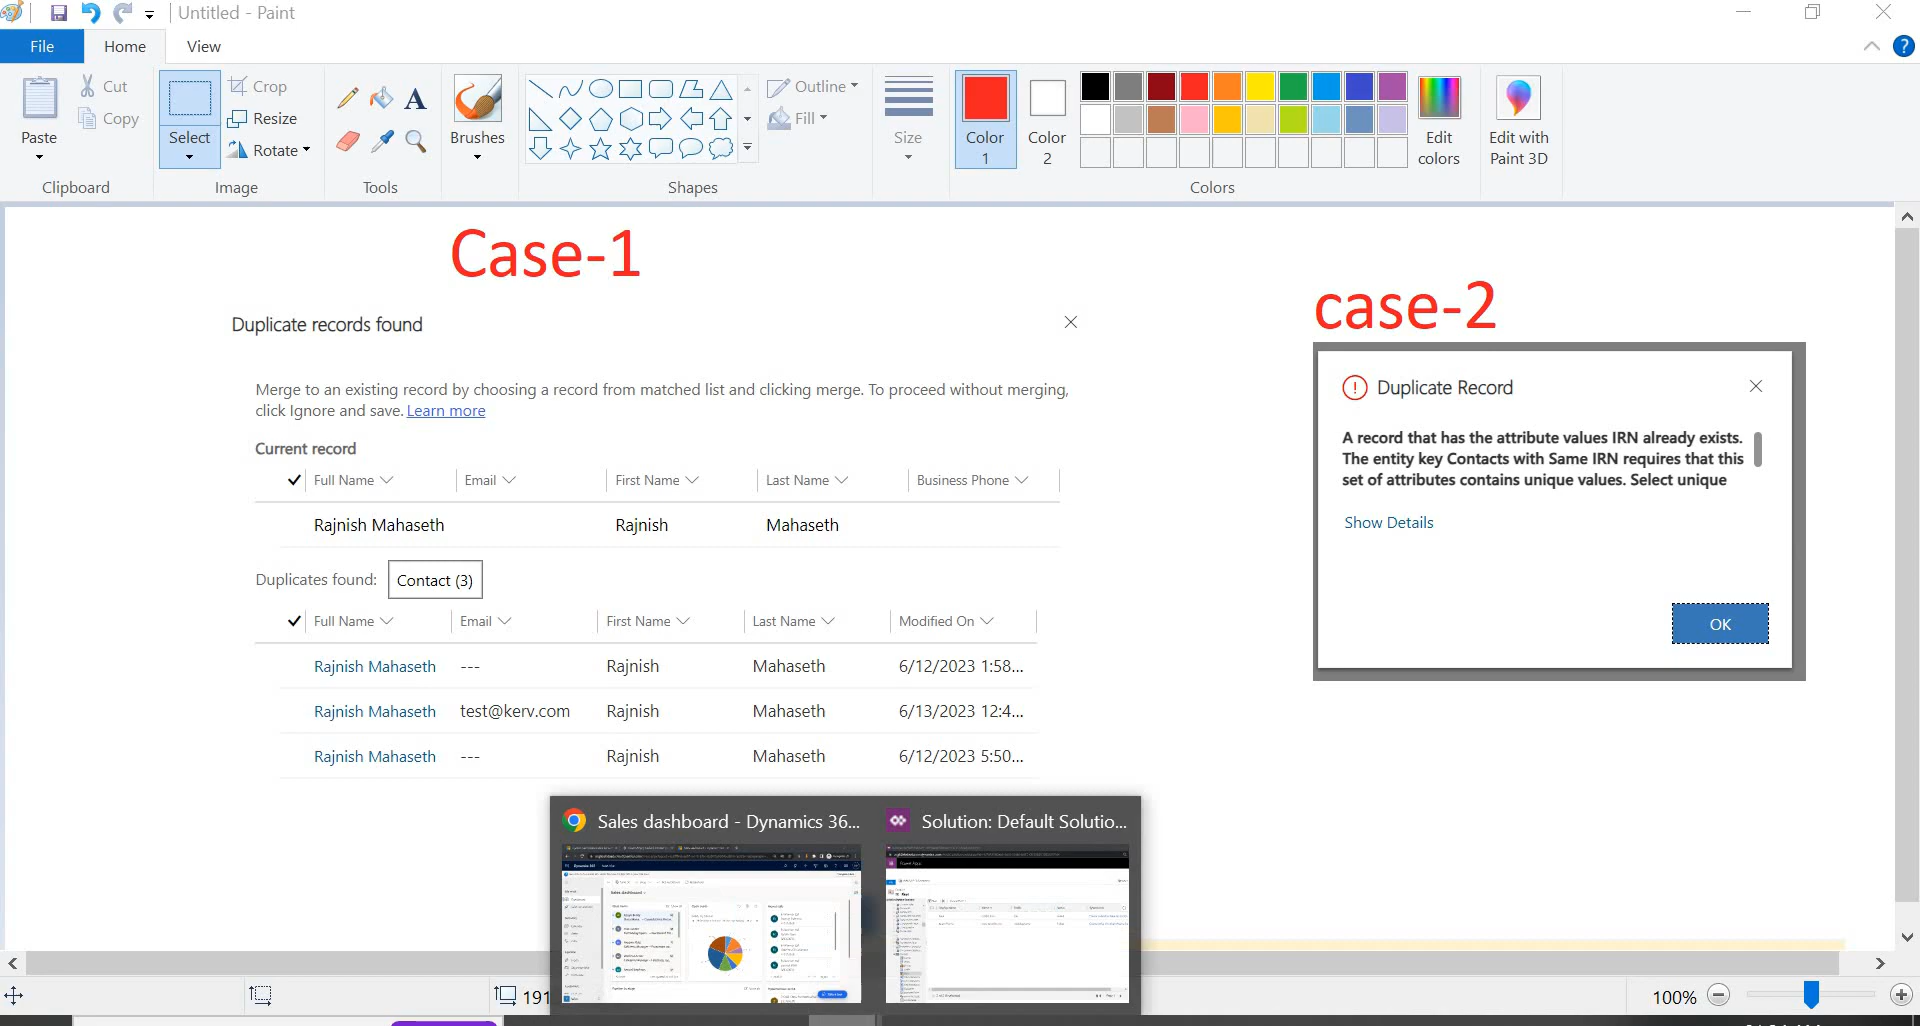 Untitled - Paint
File Home View
Paste
Cut
Copy
Clipboard
Select
Crop
Resize
Rotate
Image
A
Tools
Brushes
Outline
Fill
Shapes
Size
Color 1
Color 2
Edit colors
Colors
Edit with Paint 3D
Case-1
Duplicate records found
Merge to an existing record by choosing a record from matched list and clicking merge. To proceed without merging,
click Ignore and save. Learn more
Current record
Full Name Email First Name Last Name Business Phone
Rajnish Mahaseth Rajnish Mahaseth
Duplicates found: Contact (3)
Full Name Email First Name Last Name Modified On
Rajnish Mahaseth --- Rajnish Mahaseth 6/12/2023 1:58...
Rajnish Mahaseth test@kerv.com Rajnish Mahaseth 6/13/2023 12:4...
Rajnish Mahaseth --- Rajnish Mahaseth 6/12/2023 5:50...
case-2
Duplicate Record
A record that has the attribute values IRN already exists.
The entity key Contacts with Same IRN requires that this
set of attributes contains unique values. Select unique
Show Details
OK
Sales dashboard - Dynamics 36...
Solution: Default Solutio...
191
100%